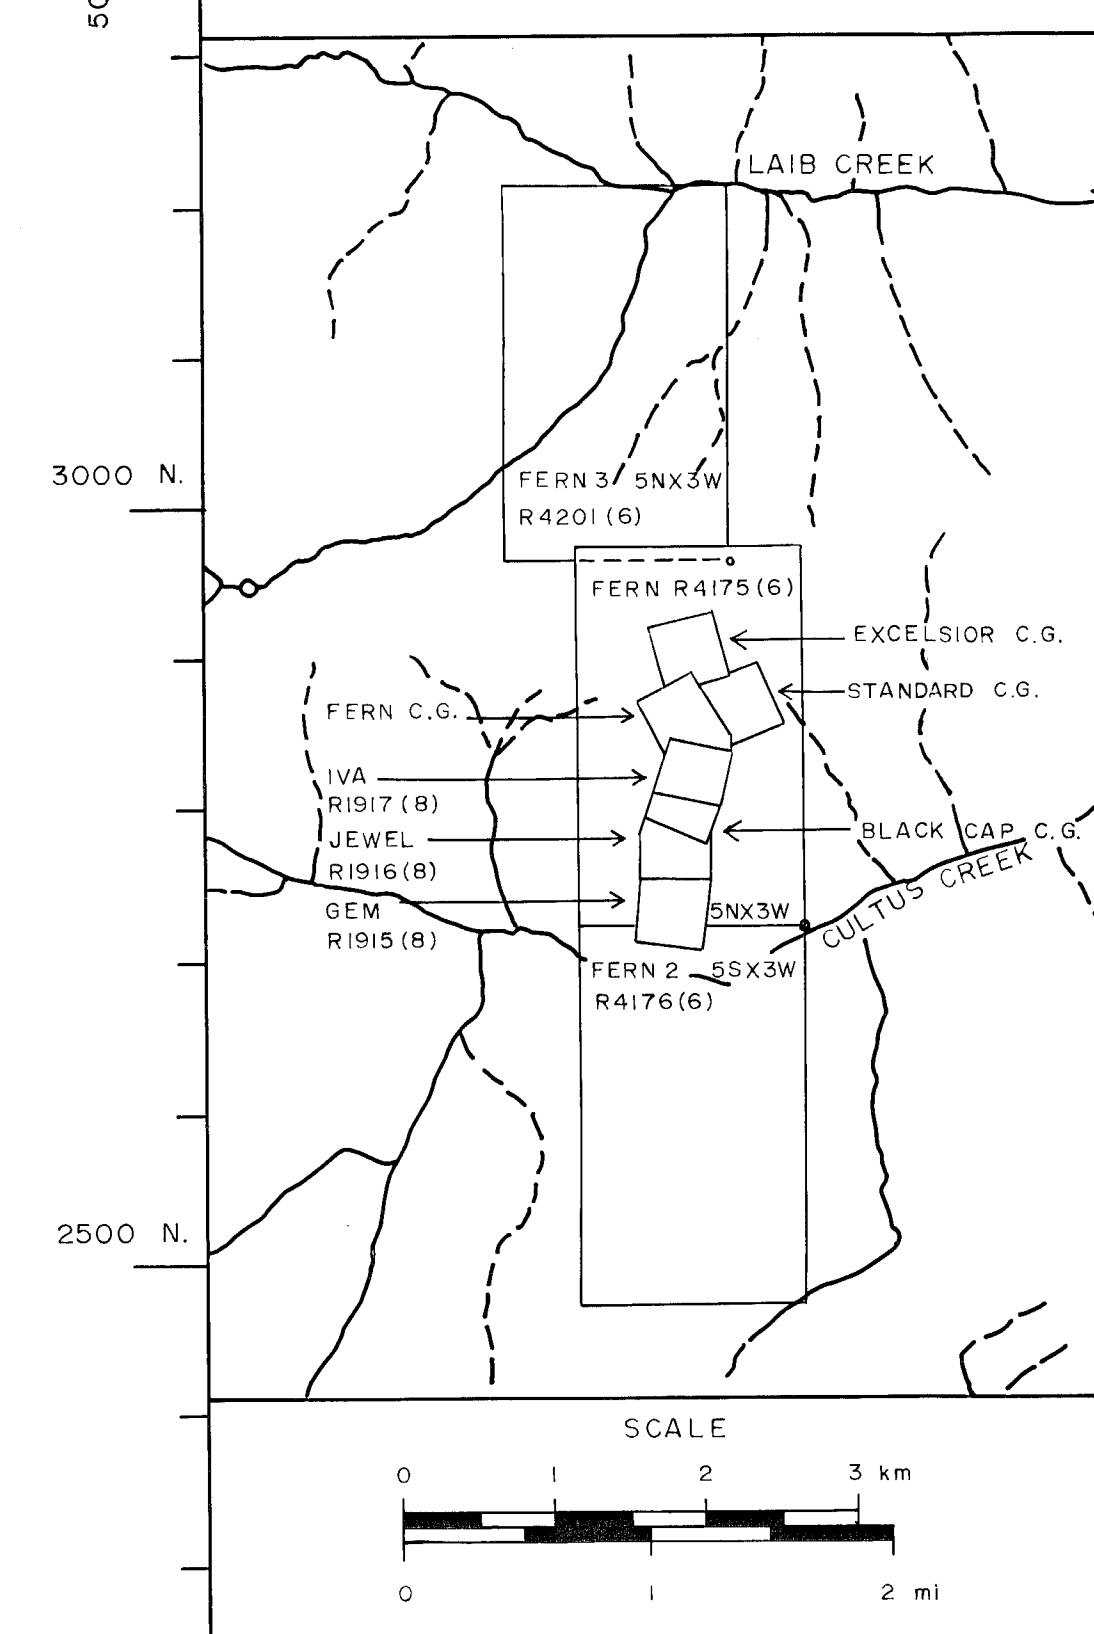 50
LAIB CREEK
3000 N.
FERN 3 5NX3W
R4201(6)
FERN R4175(6)
EXCELSIOR C.G.
STANDARD C.G.
FERN C.G.
IVA
R1917(8)
BLACK CAP C.G.
JEWEL
R1916(8)
CULTUS CREEK
GEM
R1915(8)
5NX3W
FERN 2 5SX3W
R4176(6)
2500 N.
SCALE
0 1 2 3 km
0 1 2 mi